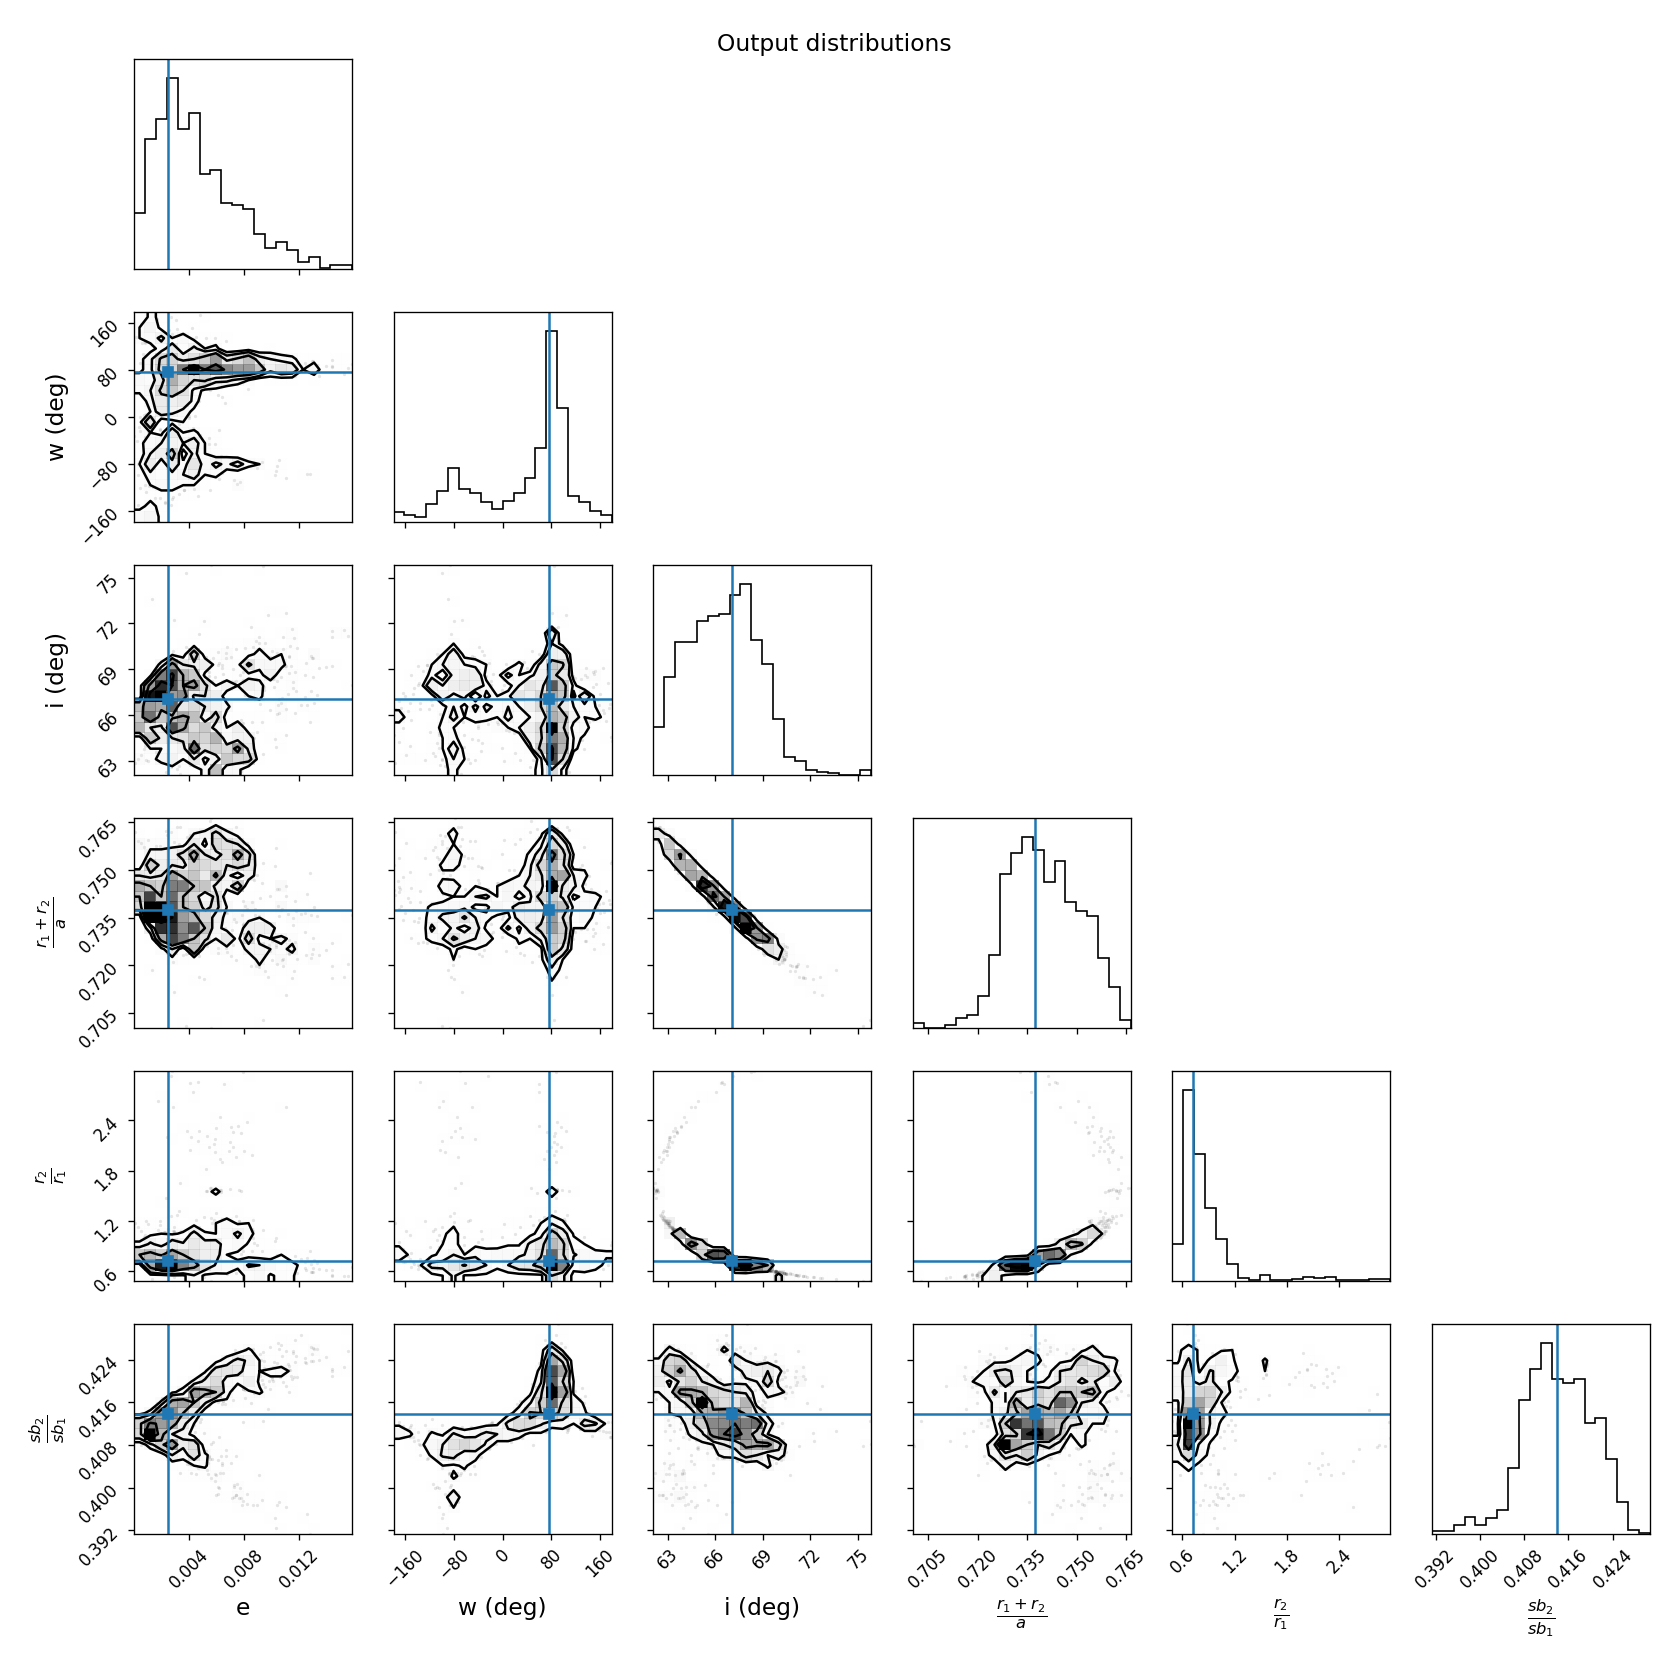 Output distributions
w (deg)
160
80
0
−80
−160
i (deg)
75
72
69
66
63
r₁ + r₂
a
0.765
0.750
0.735
0.720
0.705
r₂
r₁
2.4
1.8
1.2
0.6
sb₂
sb₁
0.424
0.416
0.408
0.400
0.392
0.004 0.008 0.012
−160 −80 0 80 160
63 66 69 72 75
0.705 0.720 0.735 0.750 0.765
0.6 1.2 1.8 2.4
0.392 0.400 0.408 0.416 0.424
e
w (deg)
i (deg)
r₁ + r₂
a
r₂
r₁
sb₂
sb₁